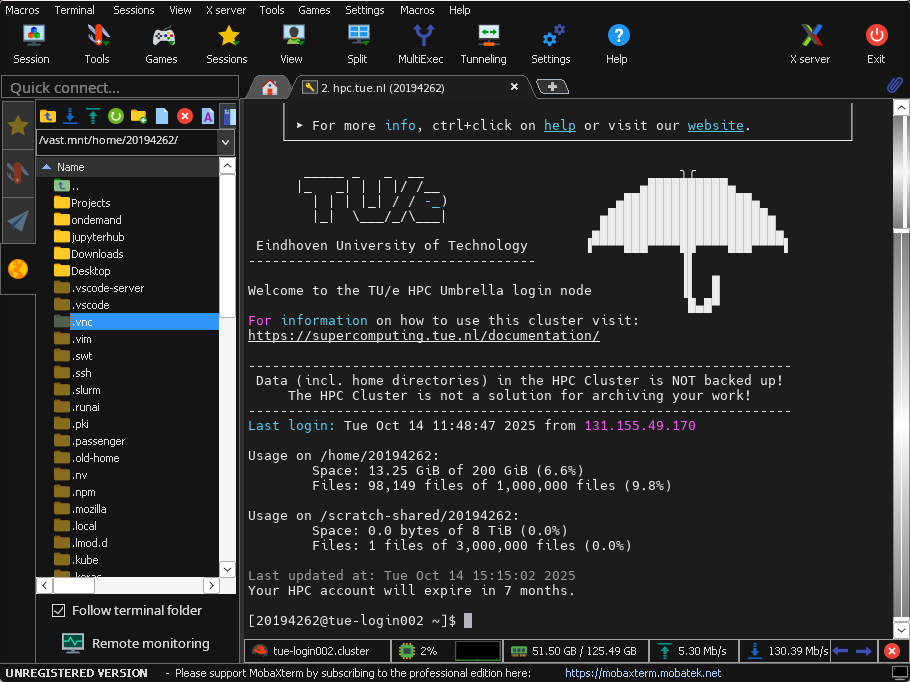 Macros Terminal Sessions View X server Tools Games Settings Macros Help
Session Tools Games Sessions View Split MultiExec Tunneling Settings Help X server Exit
Quick connect...
2. hpc.tue.nl (20194262)
/vast.mnt/home/20194262/
Name
..
Projects
ondemand
jupyterhub
Downloads
Desktop
.vscode-server
.vscode
.vnc
.vim
.swt
.ssh
.slurm
.runai
.pki
.passenger
.old-home
.nv
.npm
.mozilla
.local
.lmod.d
.kube
.keras
Follow terminal folder
Remote monitoring
➤ For more info, ctrl+click on help or visit our website.
TU/e
Eindhoven University of Technology
------------------------------------
Welcome to the TU/e HPC Umbrella login node
For information on how to use this cluster visit:
https://supercomputing.tue.nl/documentation/
--------------------------------------------------------------------
Data (incl. home directories) in the HPC Cluster is NOT backed up!
The HPC Cluster is not a solution for archiving your work!
--------------------------------------------------------------------
Last login: Tue Oct 14 11:48:47 2025 from 131.155.49.170
Usage on /home/20194262:
Space: 13.25 GiB of 200 GiB (6.6%)
Files: 98,149 files of 1,000,000 files (9.8%)
Usage on /scratch-shared/20194262:
Space: 0.0 bytes of 8 TiB (0.0%)
Files: 1 files of 3,000,000 files (0.0%)
Last updated at: Tue Oct 14 15:15:02 2025
Your HPC account will expire in 7 months.
[20194262@tue-login002 ~]$
tue-login002.cluster 2% 51.50 GB / 125.49 GB 5.30 Mb/s 130.39 Mb/s
UNREGISTERED VERSION - Please support MobaXterm by subscribing to the professional edition here: https://mobaxterm.mobatek.net